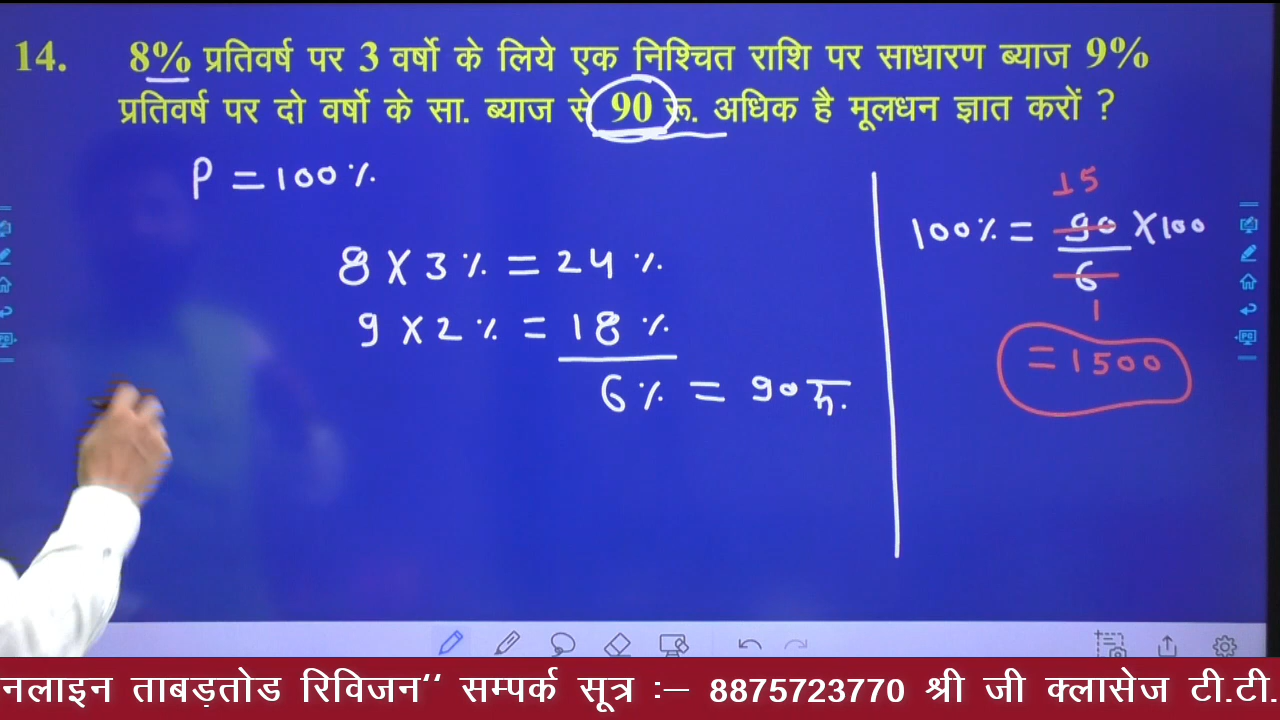 14. 8% प्रतिवर्ष पर 3 वर्षो के लिये एक निश्चित राशि पर साधारण ब्याज 9%
प्रतिवर्ष पर दो वर्षो के सा. ब्याज से 90 रू. अधिक है मूलधन ज्ञात करों ?
P = 100%
8 X 3% = 24%
9 X 2% = 18%
6% = 90 रू.
15
100% = 90 X 100
6
1
= 1500
नलाइन ताबड़तोड रिविजन“ सम्पर्क सूत्र :– 8875723770 श्री जी क्लासेज टी.टी.